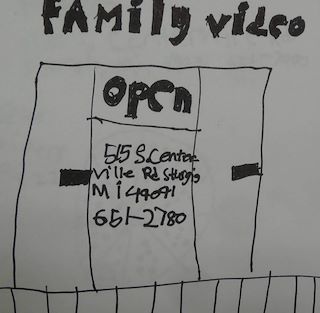 FAMily video
open
515 S. Center
Ville Rd Sturgis
Mi 49091
651-2780